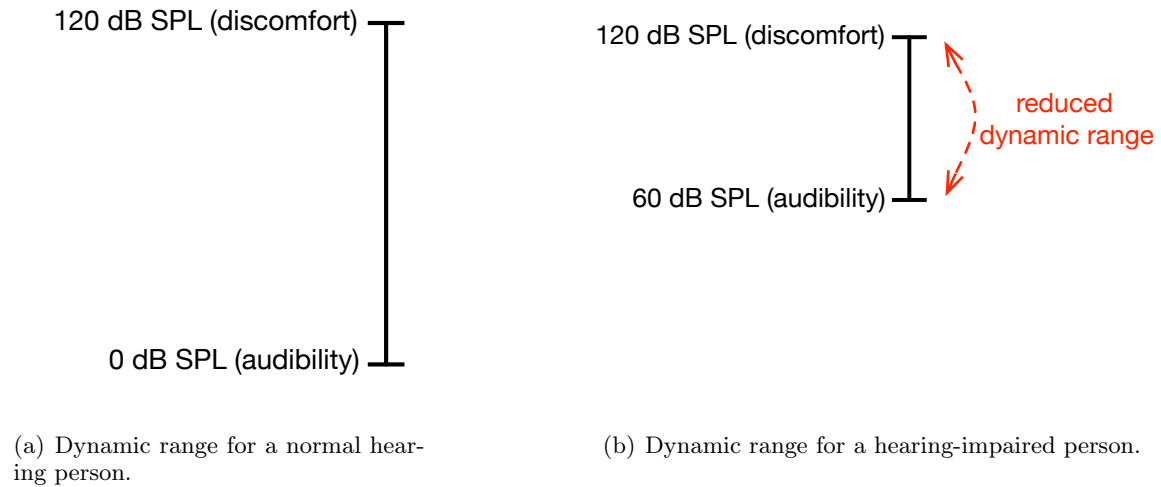 120 dB SPL (discomfort)
0 dB SPL (audibility)
(a) Dynamic range for a normal hear-
ing person.
120 dB SPL (discomfort)
reduced
dynamic range
60 dB SPL (audibility)
(b) Dynamic range for a hearing-impaired person.